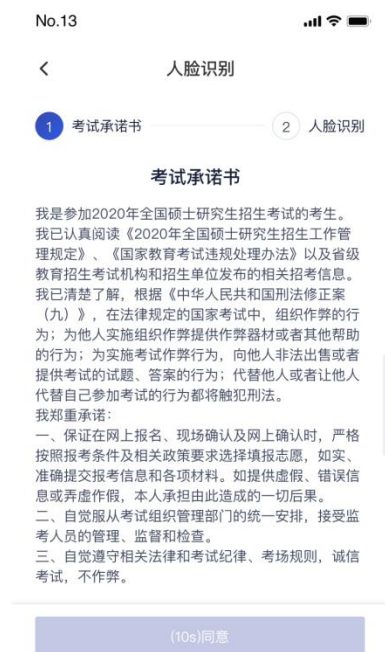 No.13
人脸识别
1 考试承诺书 2 人脸识别
考试承诺书
我是参加2020年全国硕士研究生招生考试的考生。
我已认真阅读《2020年全国硕士研究生招生工作管
理规定》、《国家教育考试违规处理办法》以及省级
教育招生考试机构和招生单位发布的相关招考信息。
我已清楚了解，根据《中华人民共和国刑法修正案
（九）》，在法律规定的国家考试中，组织作弊的行
为；为他人实施组织作弊提供作弊器材或者其他帮助
的行为；为实施考试作弊行为，向他人非法出售或者
提供考试的试题、答案的行为；代替他人或者让他人
代替自己参加考试的行为都将触犯刑法。
我郑重承诺：
一、保证在网上报名、现场确认及网上确认时，严格
按照报考条件及相关政策要求选择填报志愿，如实、
准确提交报考信息和各项材料。如提供虚假、错误信
息或弄虚作假，本人承担由此造成的一切后果。
二、自觉服从考试组织管理部门的统一安排，接受监
考人员的管理、监督和检查。
三、自觉遵守相关法律和考试纪律、考场规则，诚信
考试，不作弊。
(10s)同意